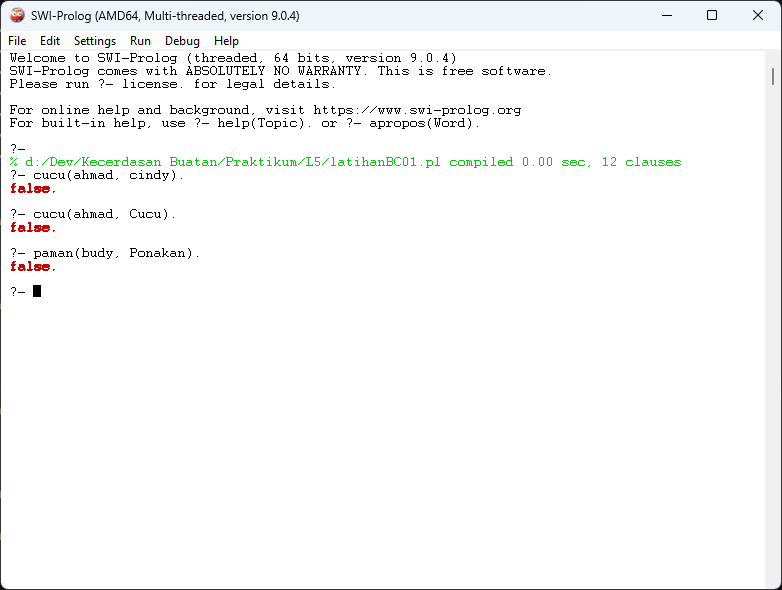 SWI-Prolog (AMD64, Multi-threaded, version 9.0.4)
File Edit Settings Run Debug Help
Welcome to SWI-Prolog (threaded, 64 bits, version 9.0.4)
SWI-Prolog comes with ABSOLUTELY NO WARRANTY. This is free software.
Please run ?- license. for legal details.
For online help and background, visit https://www.swi-prolog.org
For built-in help, use ?- help(Topic). or ?- apropos(Word).
?-
% d:/Dev/Kecerdasan Buatan/Praktikum/L5/latihanBC01.pl compiled 0.00 sec, 12 clauses
?- cucu(ahmad, cindy).
false.
?- cucu(ahmad, Cucu).
false.
?- paman(budy, Ponakan).
false.
?-